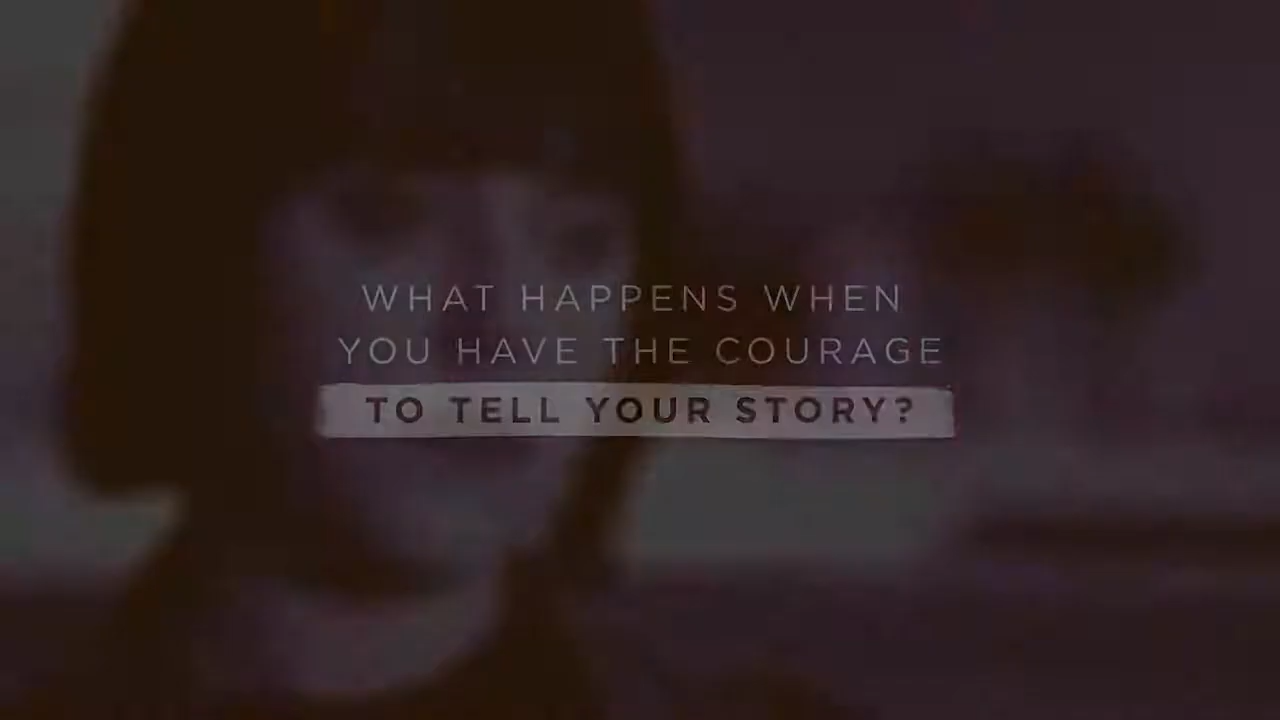 WHAT HAPPENS WHEN
YOU HAVE THE COURAGE
TO TELL YOUR STORY?